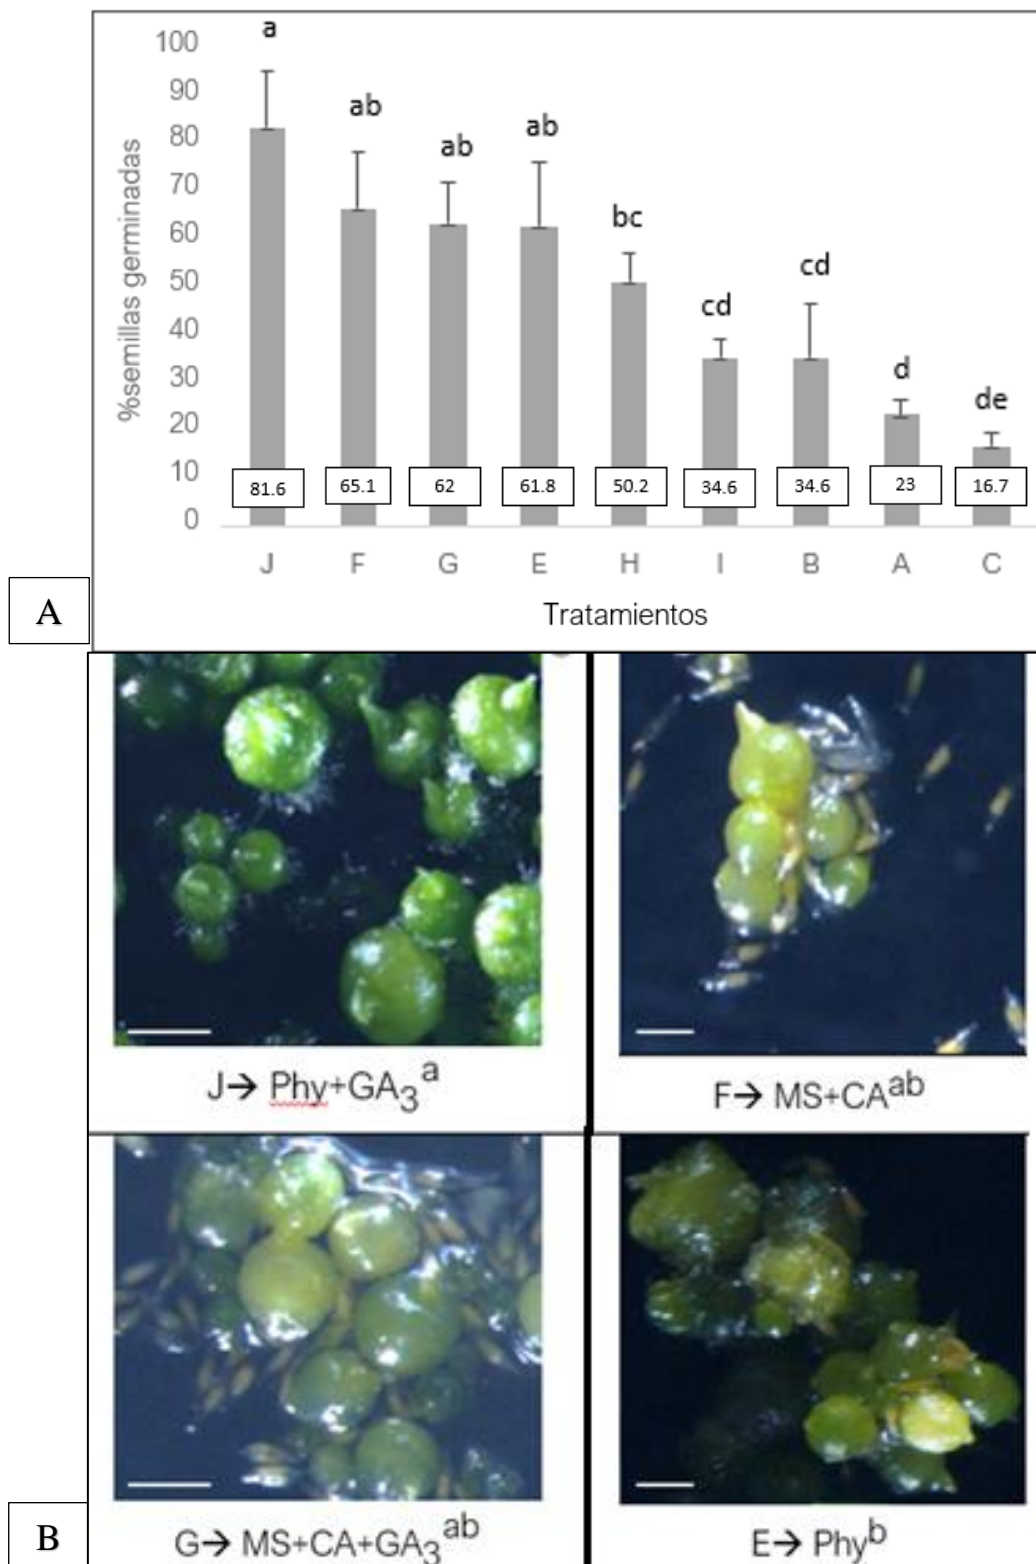 100
90
80
70
60
50
40
30
20
10
0
%semillas germinadas
a
ab
ab
ab
bc
cd
cd
d
de
81.6 65.1 62 61.8 50.2 34.6 34.6 23 16.7
J F G E H I B A C
Tratamientos
A
J→ Phy+GA₃ᵃ
F→ MS+CAᵃᵇ
G→ MS+CA+GA₃ᵃᵇ
E→ Phyᵇ
B